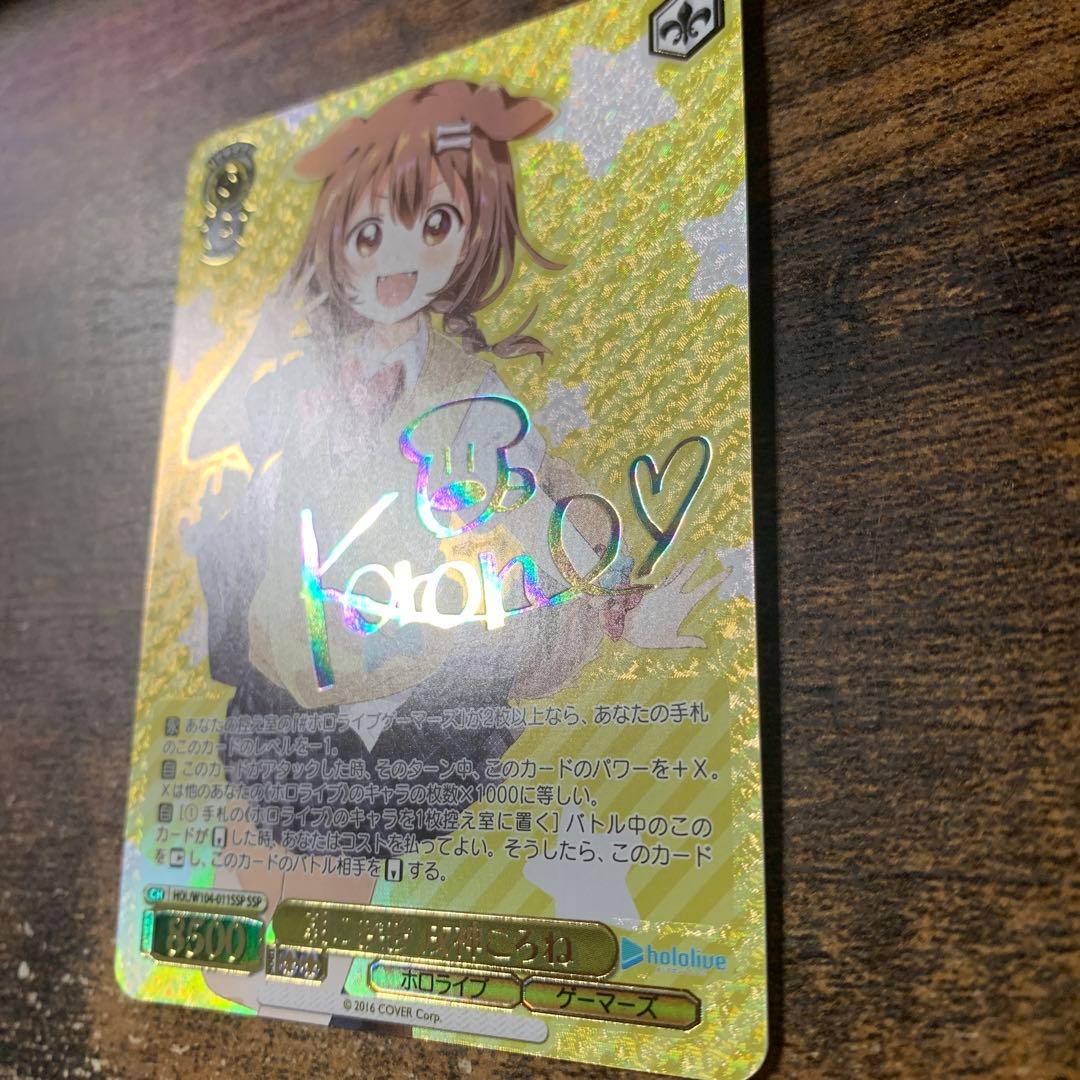 Korone
永 あなたの控え室の『#ホロライブゲーマーズ』が2枚以上なら、あなたの手札
のこのカードのレベルを－1。
自 このカードがアタックした時、そのターン中、このカードのパワーを＋X。
Xは他のあなたの《ホロライブ》のキャラの枚数×1000に等しい。
自 [① 手札の《ホロライブ》のキャラを1枚控え室に置く] バトル中のこの
カードが した時、あなたはコストを払ってよい。そうしたら、このカード
を し、このカードのバトル相手を する。
CH HOL/W104-011SSP SSP
8500
戌神ころね
hololive
ホロライブ ゲーマーズ
© 2016 COVER Corp.